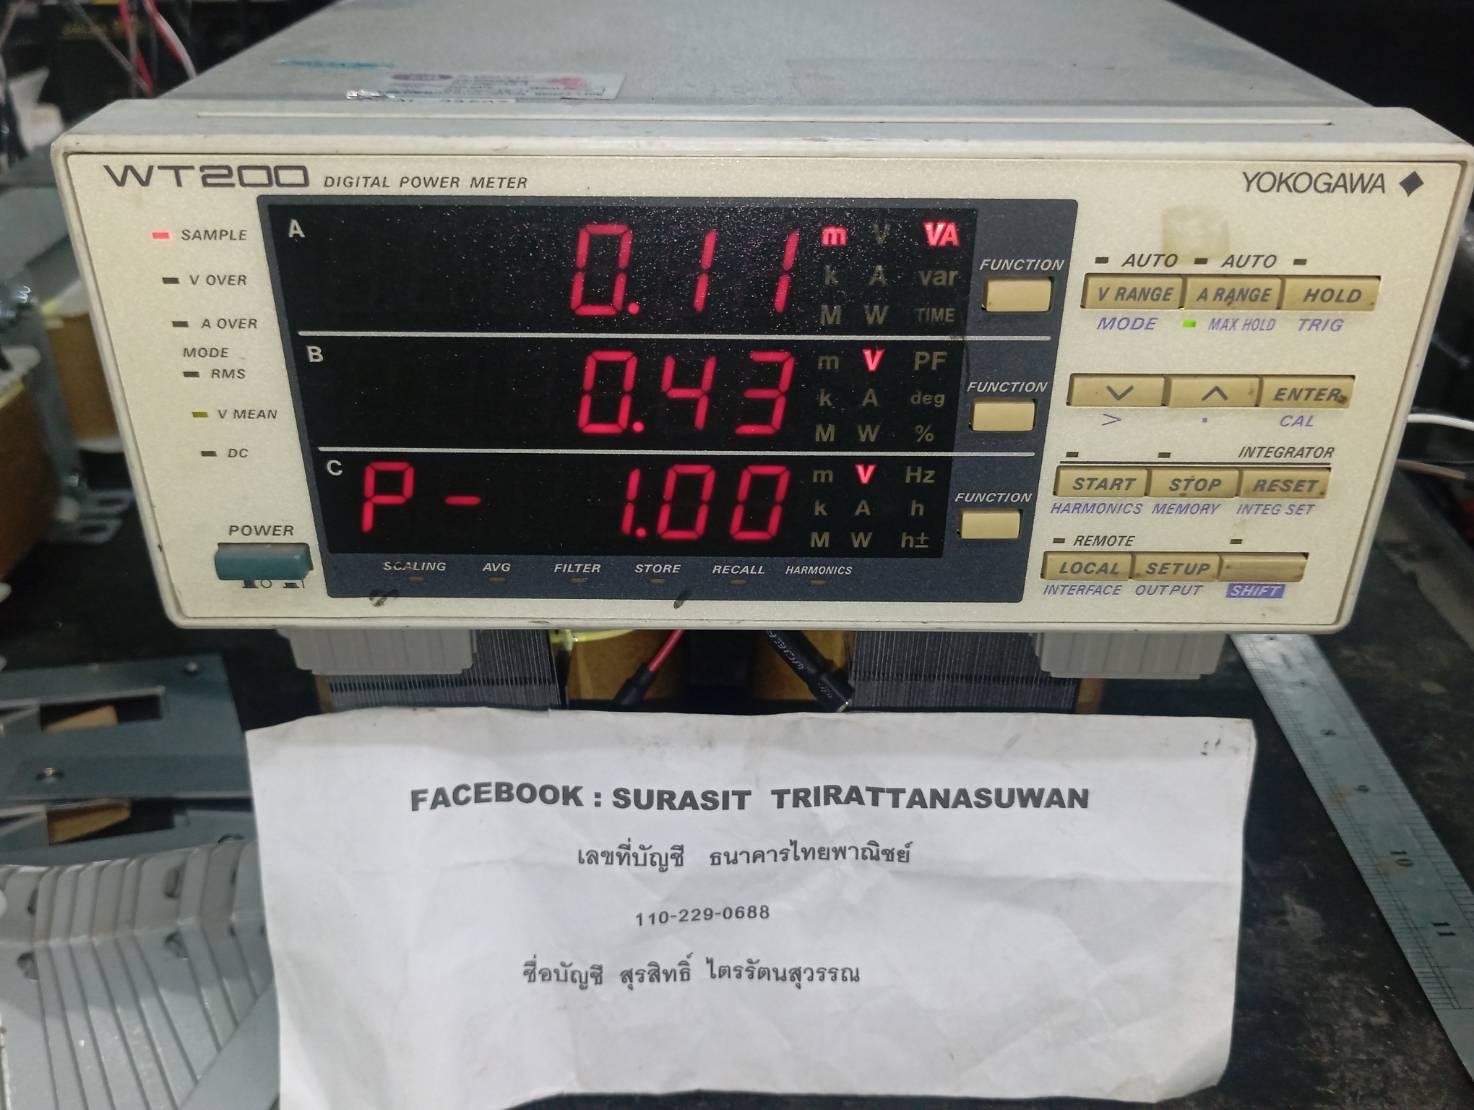 WT200 DIGITAL POWER METER
YOKOGAWA
SAMPLE
V OVER
A OVER
MODE
RMS
V MEAN
DC
POWER
A 0.11 m V VA
k A var
M W TIME
FUNCTION
B 0.43 m V PF
k A deg
M W %
FUNCTION
C P- 1.00 m V Hz
k A h
M W h±
FUNCTION
SCALING AVG FILTER STORE RECALL HARMONICS
AUTO AUTO
V RANGE A RANGE HOLD
MODE MAX HOLD TRIG
ENTER
CAL
INTEGRATOR
START STOP RESET
HARMONICS MEMORY INTEG SET
REMOTE
LOCAL SETUP
INTERFACE OUTPUT SHIFT
FACEBOOK : SURASIT TRIRATTANASUWAN
เลขที่บัญชี ธนาคารไทยพาณิชย์
110-229-0688
ชื่อบัญชี สุรสิทธิ์ ไตรรัตนสุวรรณ
10
11